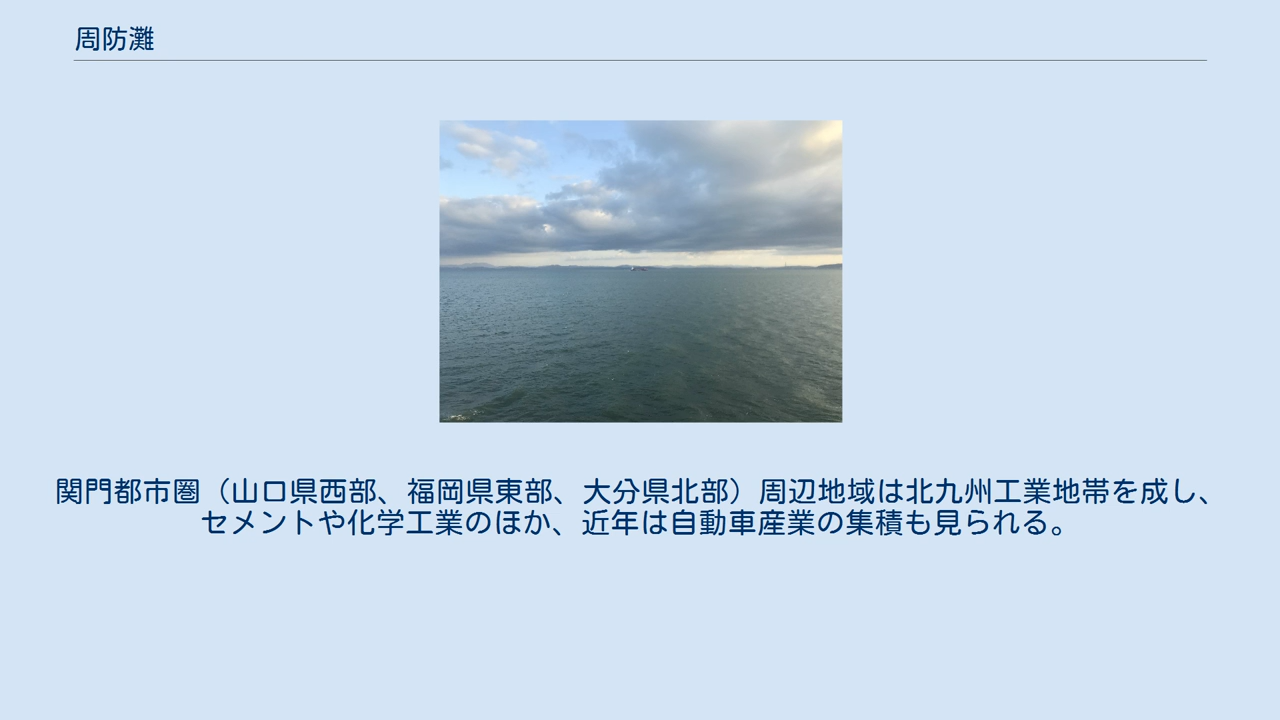 周防灘
関門都市圏（山口県西部、福岡県東部、大分県北部）周辺地域は北九州工業地帯を成し、
セメントや化学工業のほか、近年は自動車産業の集積も見られる。